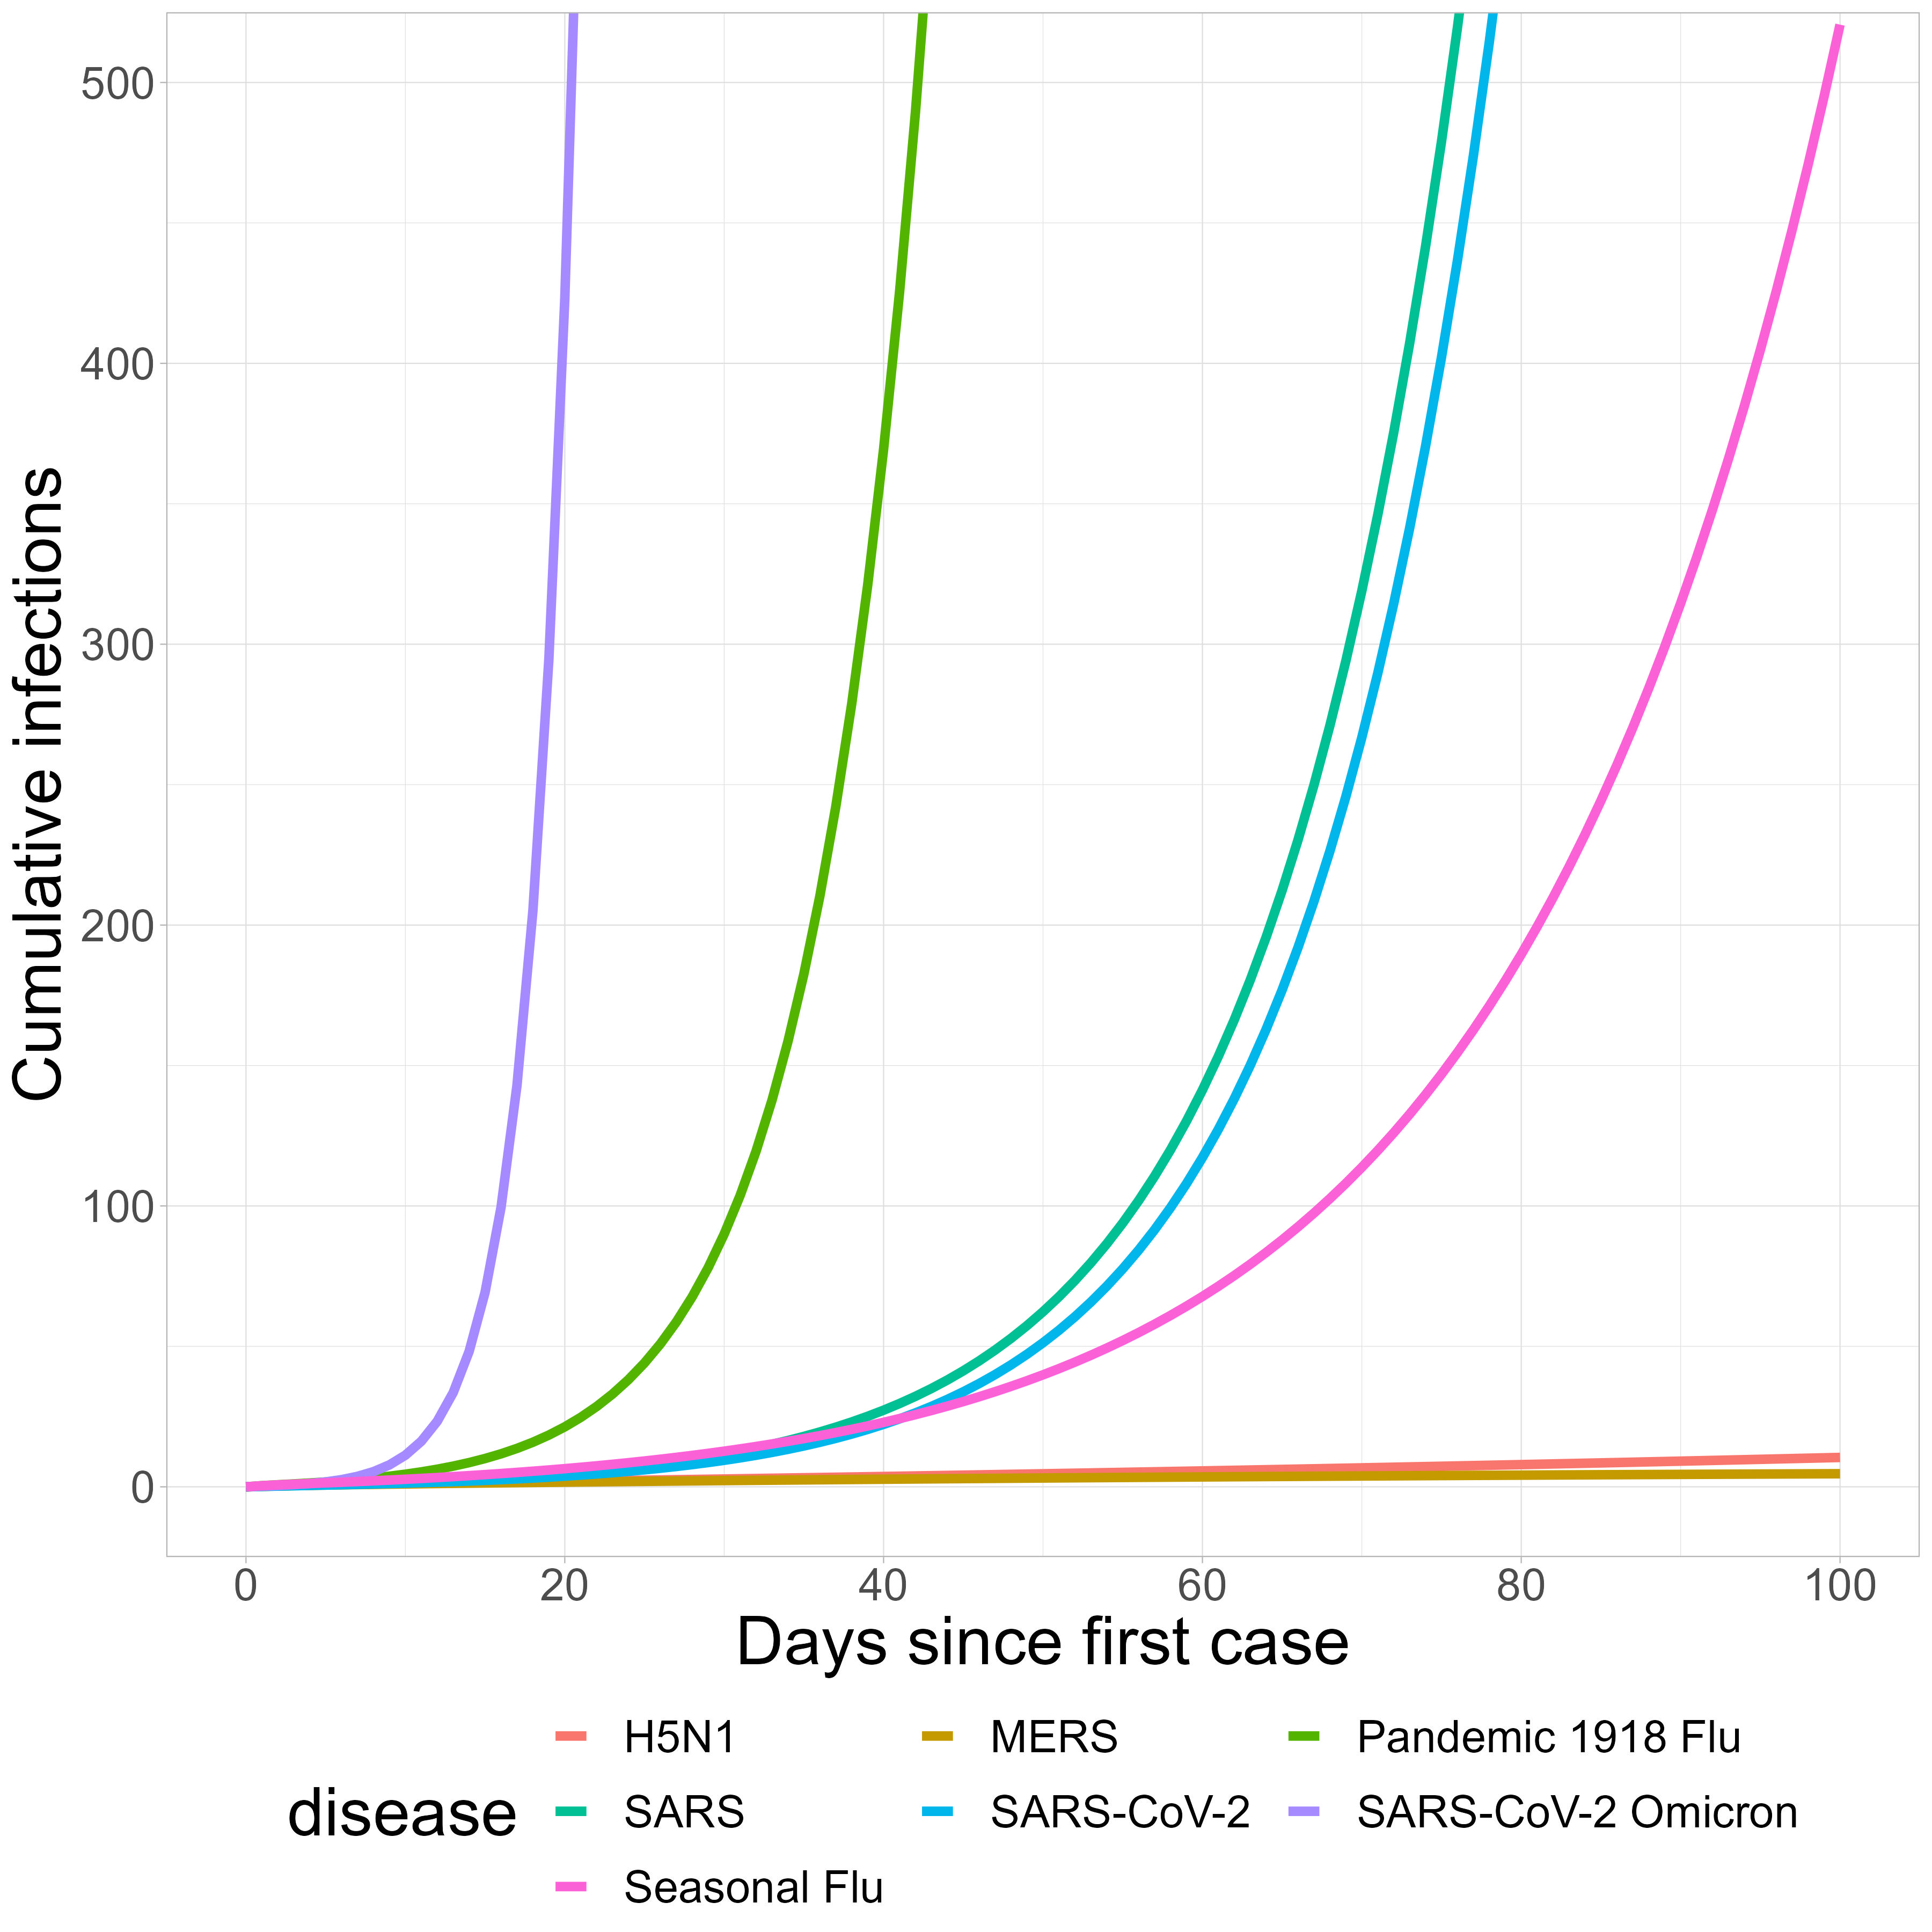 Cumulative infections
500
400
300
200
100
0
0 20 40 60 80 100
Days since first case
disease
H5N1 MERS Pandemic 1918 Flu
SARS SARS-CoV-2 SARS-CoV-2 Omicron
Seasonal Flu